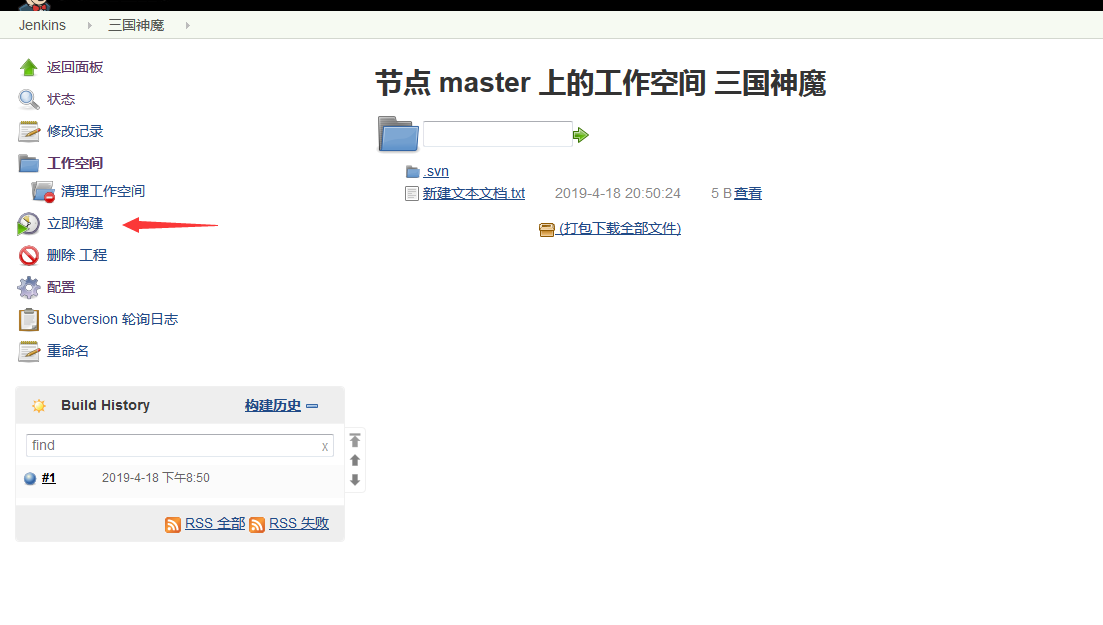 Jenkins 三国神魔
返回面板
状态
修改记录
工作空间
清理工作空间
立即构建
删除 工程
配置
Subversion 轮询日志
重命名
Build History 构建历史
find x
#1 2019-4-18 下午8:50
RSS 全部 RSS 失败
节点 master 上的工作空间 三国神魔
.svn
新建文本文档.txt 2019-4-18 20:50:24 5 B 查看
(打包下载全部文件)